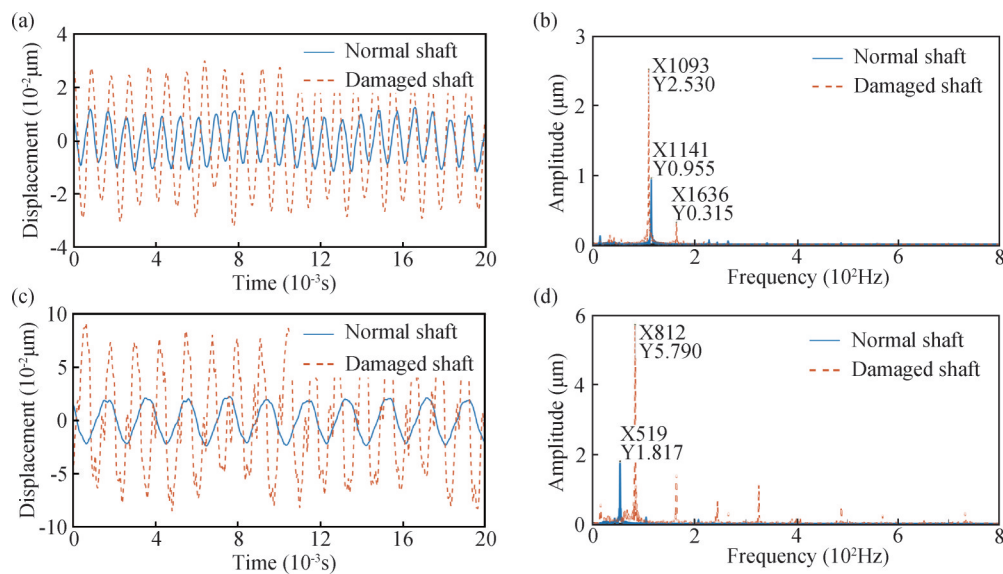 (a)
Displacement (10⁻²μm)
4
2
0
-2
-4
Normal shaft
Damaged shaft
0 4 8 12 16 20
Time (10⁻³s)
(b)
Amplitude (μm)
3
2
1
0
X1093
Y2.530
X1141
Y0.955
X1636
Y0.315
Normal shaft
Damaged shaft
0 2 4 6 8
Frequency (10²Hz)
(c)
Displacement (10⁻²μm)
10
5
0
-5
-10
Normal shaft
Damaged shaft
0 4 8 12 16 20
Time (10⁻³s)
(d)
Amplitude (μm)
6
4
2
0
X812
Y5.790
X519
Y1.817
Normal shaft
Damaged shaft
0 2 4 6 8
Frequency (10²Hz)